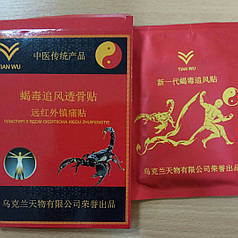 TIAN WU
中医传统产品
蝎毒追风透骨贴
远红外镇痛贴
乌克兰天物有限公司荣誉出品
TIAN WU
新一代蝎毒追风贴
乌克兰天物有限公司荣誉出品